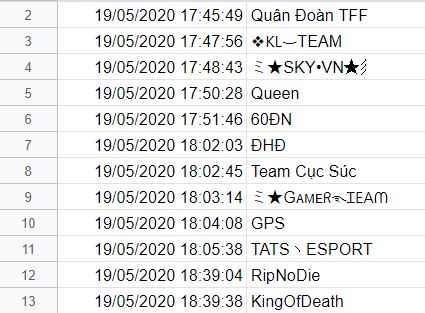 2 19/05/2020 17:45:49 Quân Đoàn TFF
3 19/05/2020 17:47:56 ❖KL︸TEAM
4 19/05/2020 17:48:43 ミ★SKY•VN★彡
5 19/05/2020 17:50:28 Queen
6 19/05/2020 17:51:46 60ĐN
7 19/05/2020 18:02:03 ĐHĐ
8 19/05/2020 18:02:45 Team Cục Súc
9 19/05/2020 18:03:14 ミ★Gᴀᴍᴇʀ࿐ꞮEAᗰ
10 19/05/2020 18:04:08 GPS
11 19/05/2020 18:05:38 TATS丶ESPORT
12 19/05/2020 18:39:04 RipNoDie
13 19/05/2020 18:39:38 KingOfDeath